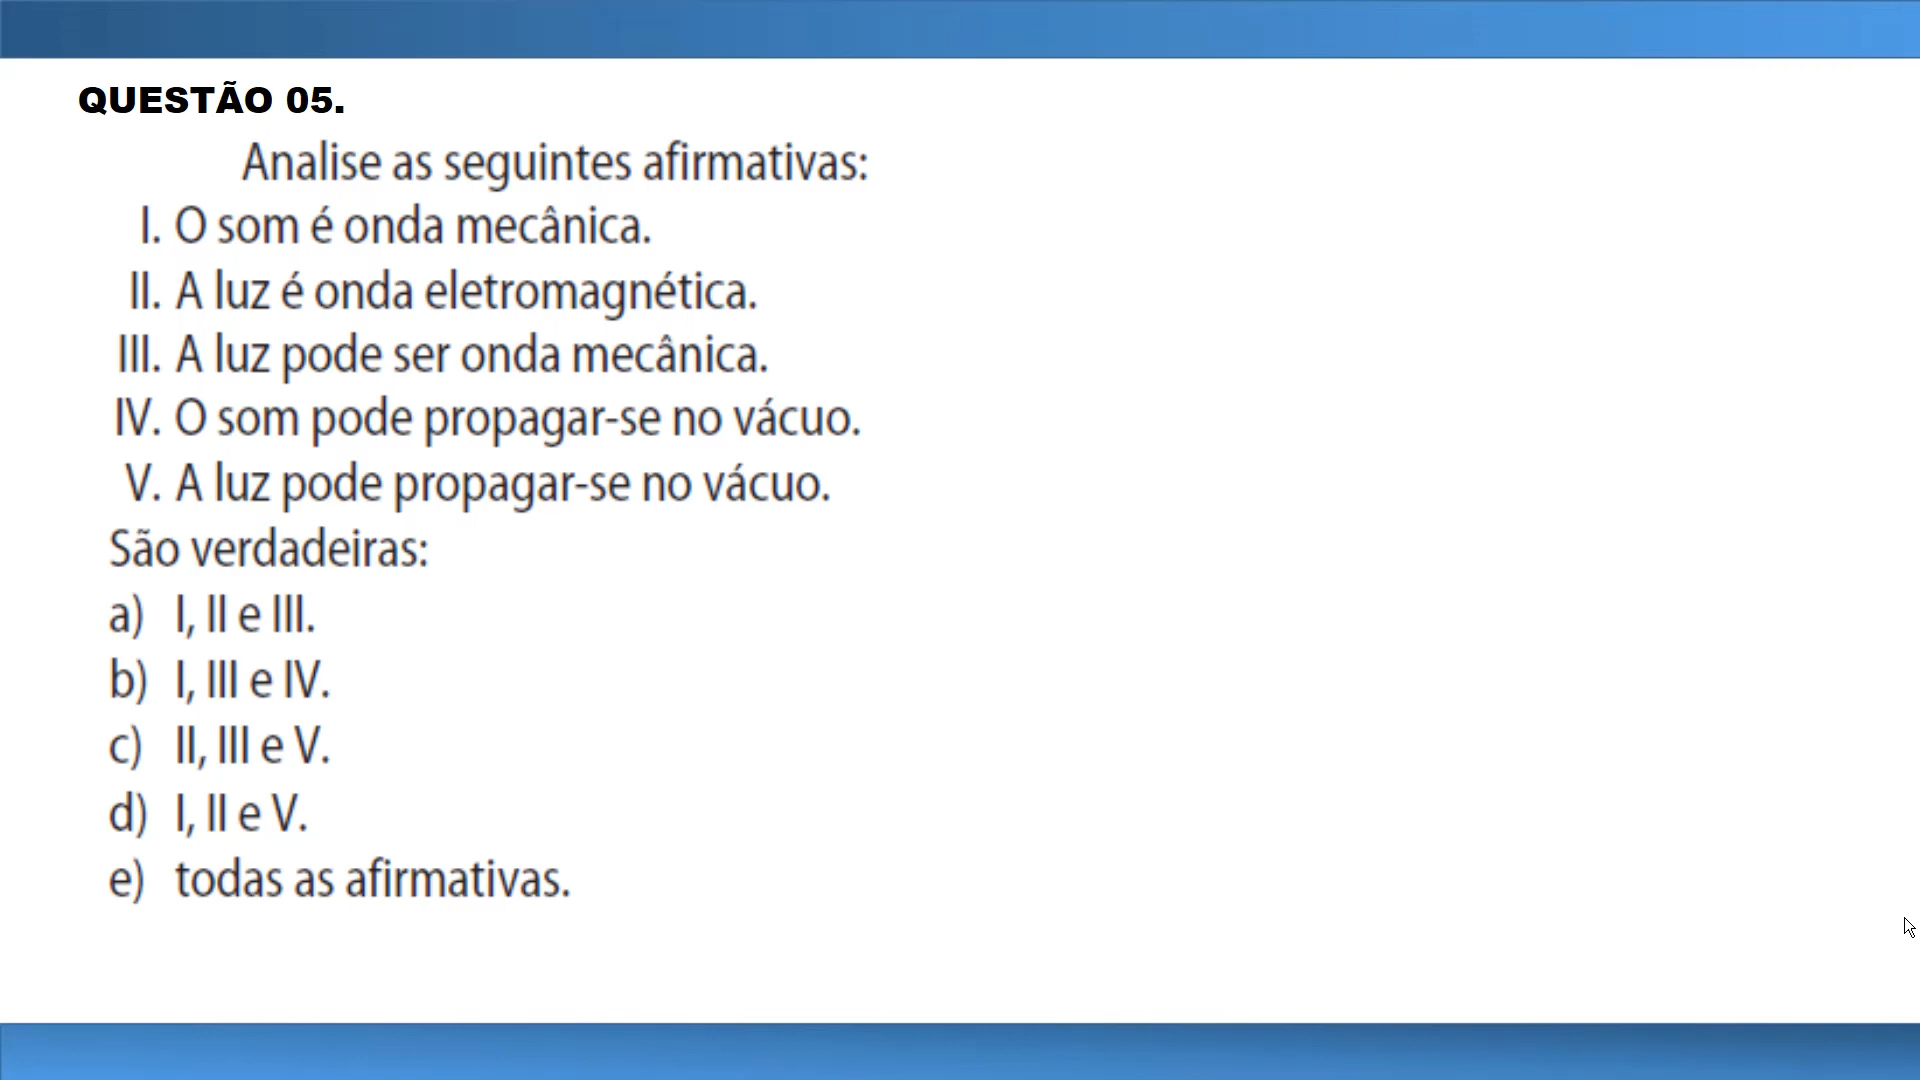 QUESTÃO 05.
Analise as seguintes afirmativas:
I. O som é onda mecânica.
II. A luz é onda eletromagnética.
III. A luz pode ser onda mecânica.
IV. O som pode propagar-se no vácuo.
V. A luz pode propagar-se no vácuo.
São verdadeiras:
a) I, II e III.
b) I, III e IV.
c) II, III e V.
d) I, II e V.
e) todas as afirmativas.